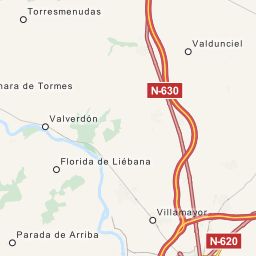 Torresmenudas
Valdunciel
nara de Tormes
N-630
Valverdón
Florida de Liébana
Villamayor
Parada de Arriba
N-620